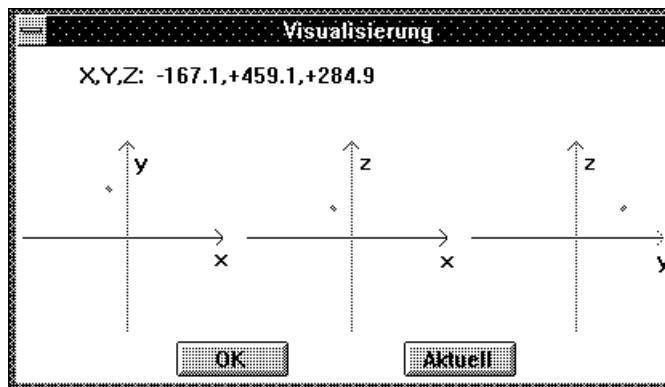 Visualisierung
X,Y,Z: -167.1,+459.1,+284.9
y z z
x x y
OK Aktuell